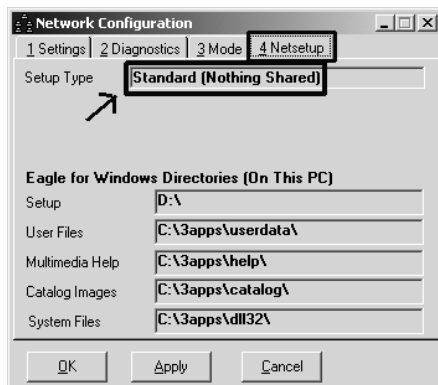 Network Configuration
1 Settings 2 Diagnostics 3 Mode 4 Netsetup
Setup Type Standard (Nothing Shared)
Eagle for Windows Directories (On This PC)
Setup D:\
User Files C:\3apps\userdata\
Multimedia Help C:\3apps\help\
Catalog Images C:\3apps\catalog\
System Files C:\3apps\dll32\
OK Apply Cancel